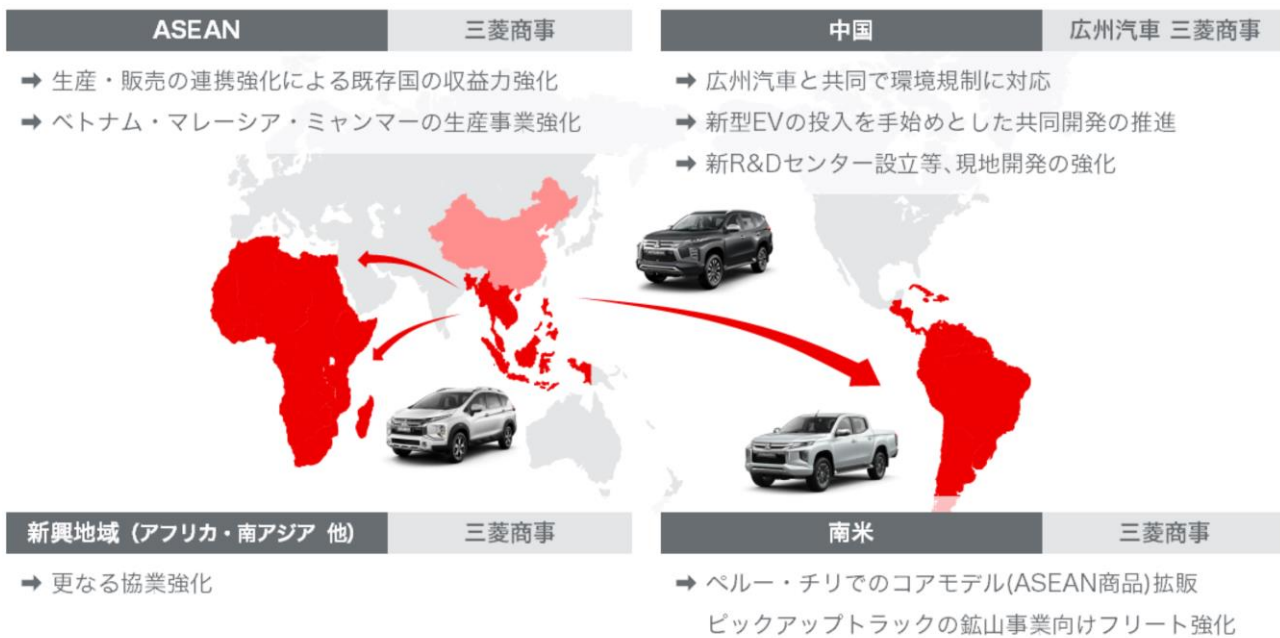 ASEAN 三菱商事
➡ 生産・販売の連携強化による既存国の収益力強化
➡ ベトナム・マレーシア・ミャンマーの生産事業強化
中国 広州汽車 三菱商事
➡ 広州汽車と共同で環境規制に対応
➡ 新型EVの投入を手始めとした共同開発の推進
➡ 新R&Dセンター設立等、現地開発の強化
新興地域（アフリカ・南アジア 他） 三菱商事
➡ 更なる協業強化
南米 三菱商事
➡ ペルー・チリでのコアモデル(ASEAN商品)拡販
ピックアップトラックの鉱山事業向けフリート強化